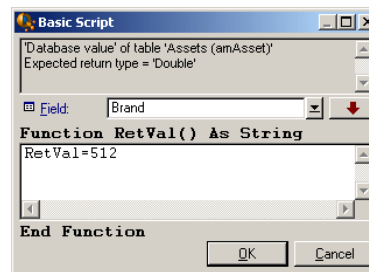 Basic Script
'Database value' of table 'Assets (amAsset)'
Expected return type = 'Double'
Field: Brand
Function RetVal() As String
RetVal=512
End Function
OK Cancel